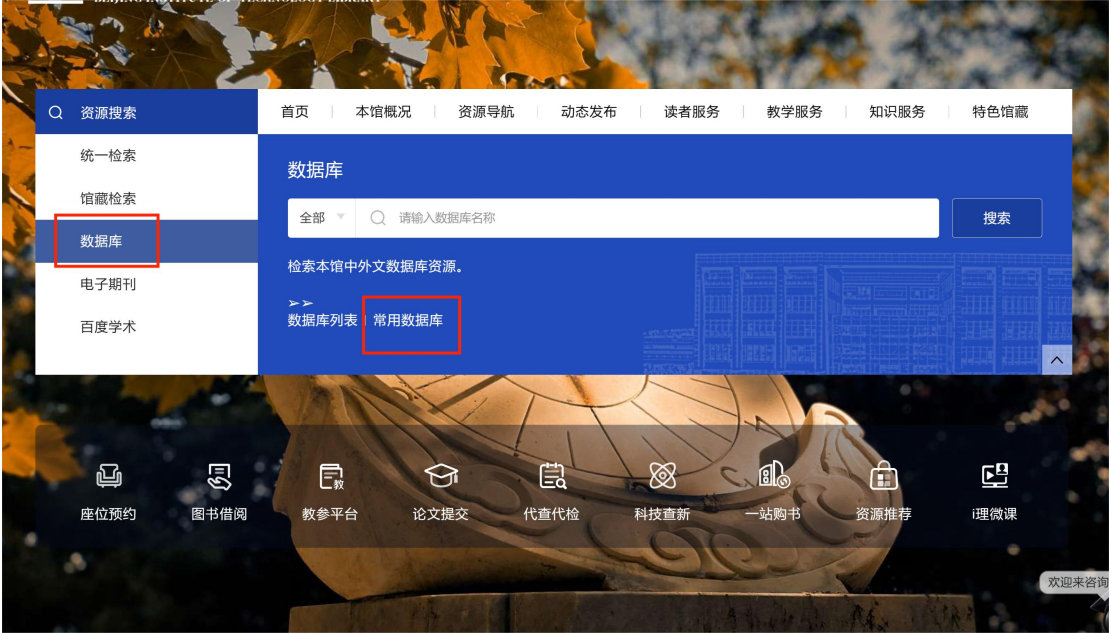 BEIJING INSTITUTE OF TECHNOLOGY LIBRARY
资源搜索
首页 本馆概况 资源导航 动态发布 读者服务 教学服务 知识服务 特色馆藏
统一检索
馆藏检索
数据库
电子期刊
百度学术
数据库
全部 请输入数据库名称 搜索
检索本馆中外文数据库资源。
➢➢
数据库列表 常用数据库
座位预约 图书借阅 教参平台 论文提交 代查代检 科技查新 一站购书 资源推荐 i理微课
欢迎来咨询